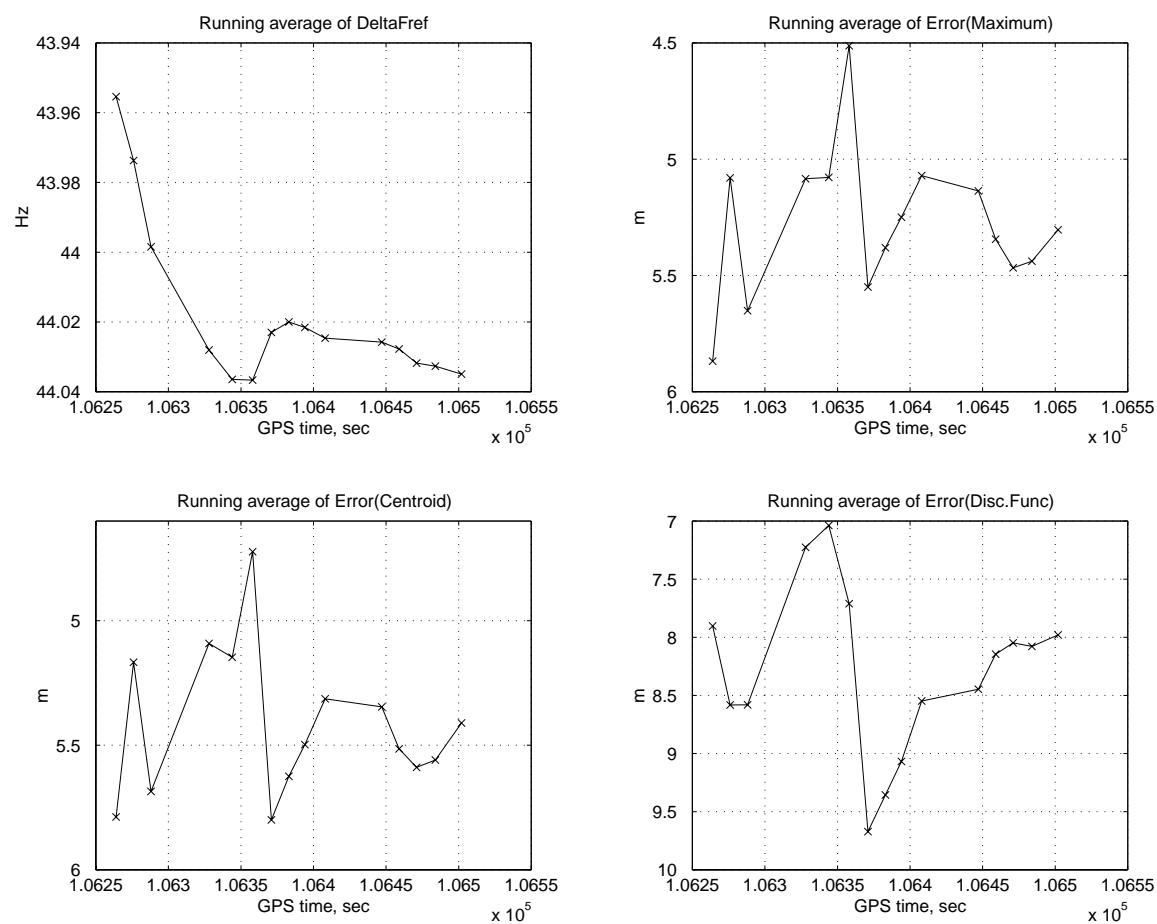 Running average of DeltaFref
43.94
43.96
43.98
44
44.02
44.04
Hz
1.0625 1.063 1.0635 1.064 1.0645 1.065 1.0655
GPS time, sec
x 10^5
Running average of Error(Maximum)
4.5
5
5.5
6
m
1.0625 1.063 1.0635 1.064 1.0645 1.065 1.0655
GPS time, sec
x 10^5
Running average of Error(Centroid)
5
5.5
6
m
1.0625 1.063 1.0635 1.064 1.0645 1.065 1.0655
GPS time, sec
x 10^5
Running average of Error(Disc.Func)
7
7.5
8
8.5
9
9.5
10
m
1.0625 1.063 1.0635 1.064 1.0645 1.065 1.0655
GPS time, sec
x 10^5